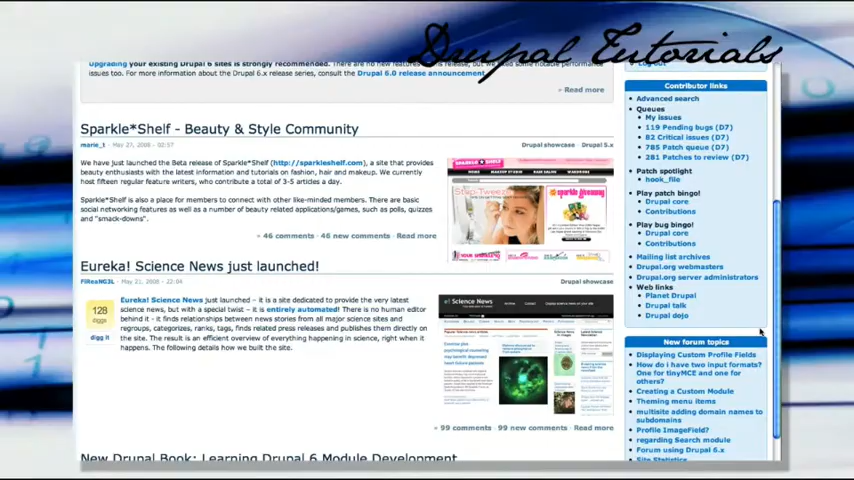 Drupal Tutorials
Upgrading your existing Drupal 6 sites is strongly recommended. There are no new features
issues too. For more information about the Drupal 6.x release series, consult the Drupal 6.0 release announcement.
» Read more
Sparkle*Shelf - Beauty & Style Community
marie_t - May 27, 2008 - 02:57
Drupal showcase · Drupal 5.x
We have just launched the Beta release of Sparkle*Shelf (http://sparkleshelf.com), a site that provides
beauty enthusiasts with the latest information and tutorials on fashion, hair and makeup. We currently
host fifteen regular feature writers, who contribute a total of 3-5 articles a day.
Sparkle*Shelf is also a place for members to connect with other like-minded members. There are basic
social networking features as well as a number of beauty related applications/games, such as polls, quizzes
and "smack-downs".
» 46 comments · 46 new comments · Read more
Eureka! Science News just launched!
FiReaNG3L - May 21, 2008 - 22:04
Drupal showcase
128
diggs
digg it
Eureka! Science News just launched - it is a site dedicated to provide the very latest
science news, but with a special twist - it is entirely automated! There is no human editor
behind it - it finds relationships between news stories from all major science sites and
regroups, categorizes, ranks, tags, finds related press releases and publishes them directly on
the site. The result is an efficient overview of everything happening in science, right when it
happens. The following details how we built the site.
e! Science News
» 99 comments · 99 new comments · Read more
New Drupal Book: Learning Drupal 6 Module Development
Log out
Contributor links
Advanced search
Queues
My issues
119 Pending bugs (D7)
82 Critical issues (D7)
785 Patch queue (D7)
281 Patches to review (D7)
Patch spotlight
hook_file
Play patch bingo!
Drupal core
Contributions
Play bug bingo!
Drupal core
Contributions
Mailing list archives
Drupal.org webmasters
Drupal.org server administrators
Web links
Planet Drupal
Drupal talk
Drupal dojo
New forum topics
Displaying Custom Profile Fields
How do i have two input formats?
One for tinyMCE and one for
others?
Creating a Custom Module
Theming menu items
multisite adding domain names to
subdomains
Profile ImageField?
regarding Search module
Forum using Drupal 6.x
Site Statistics